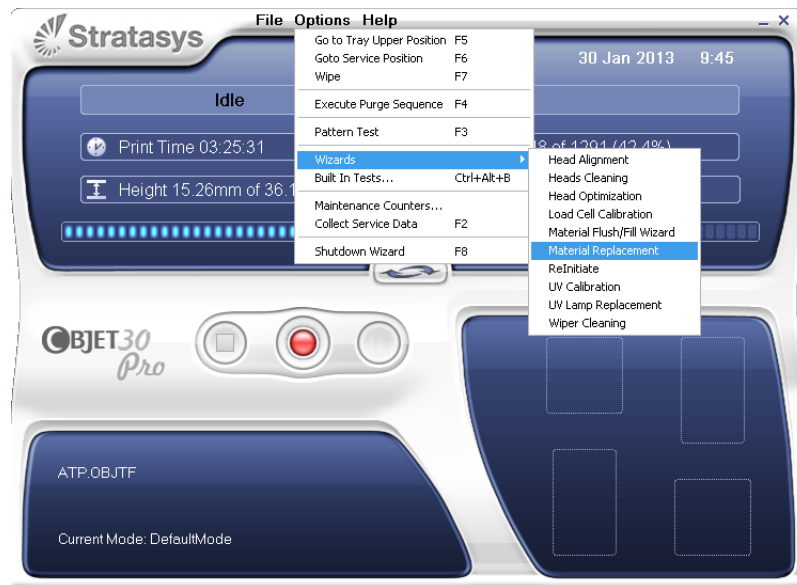 Stratasys
File Options Help
30 Jan 2013 9:45
Idle
Print Time 03:25:31
of 1291 (42.4%)
Height 15.26mm of 36.1
Go to Tray Upper Position F5
Goto Service Position F6
Wipe F7
Execute Purge Sequence F4
Pattern Test F3
Wizards
Built In Tests... Ctrl+Alt+B
Maintenance Counters...
Collect Service Data F2
Shutdown Wizard F8
Head Alignment
Heads Cleaning
Head Optimization
Load Cell Calibration
Material Flush/Fill Wizard
Material Replacement
ReInitiate
UV Calibration
UV Lamp Replacement
Wiper Cleaning
OBJET30
Pro
ATP.OBJTF
Current Mode: DefaultMode